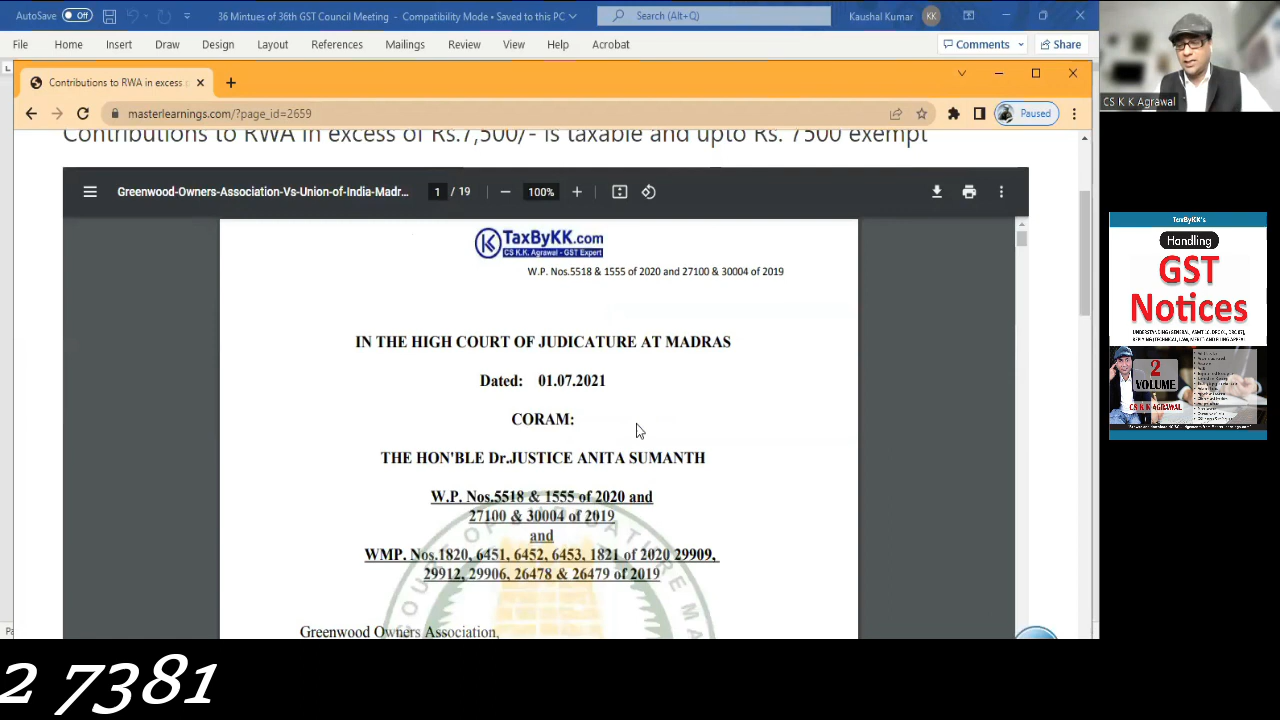 AutoSave Off 36 Mintues of 36th GST Council Meeting - Compatibility Mode • Saved to this PC Search (Alt+Q) Kaushal Kumar KK
File Home Insert Draw Design Layout References Mailings Review View Help Acrobat Comments Share
Contributions to RWA in excess
masterlearnings.com/?page_id=2659 Paused
Contributions to RWA in excess of Rs.7,500/- is taxable and upto Rs. 7500 exempt
Greenwood-Owners-Association-Vs-Union-of-India-Madr... 1 / 19 100%
TaxByKK.com
CS K.K. Agrawal - GST Expert
W.P. Nos.5518 & 1555 of 2020 and 27100 & 30004 of 2019
IN THE HIGH COURT OF JUDICATURE AT MADRAS
Dated: 01.07.2021
CORAM:
THE HON'BLE Dr.JUSTICE ANITA SUMANTH
W.P. Nos.5518 & 1555 of 2020 and
27100 & 30004 of 2019
and
WMP. Nos.1820, 6451, 6452, 6453, 1821 of 2020 29909,
29912, 29906, 26478 & 26479 of 2019
Greenwood Owners Association,
CS K K Agrawal
TaxByKK's
Handling
GST
Notices
2
VOLUME
CS K K AGRAWAL
2 7381